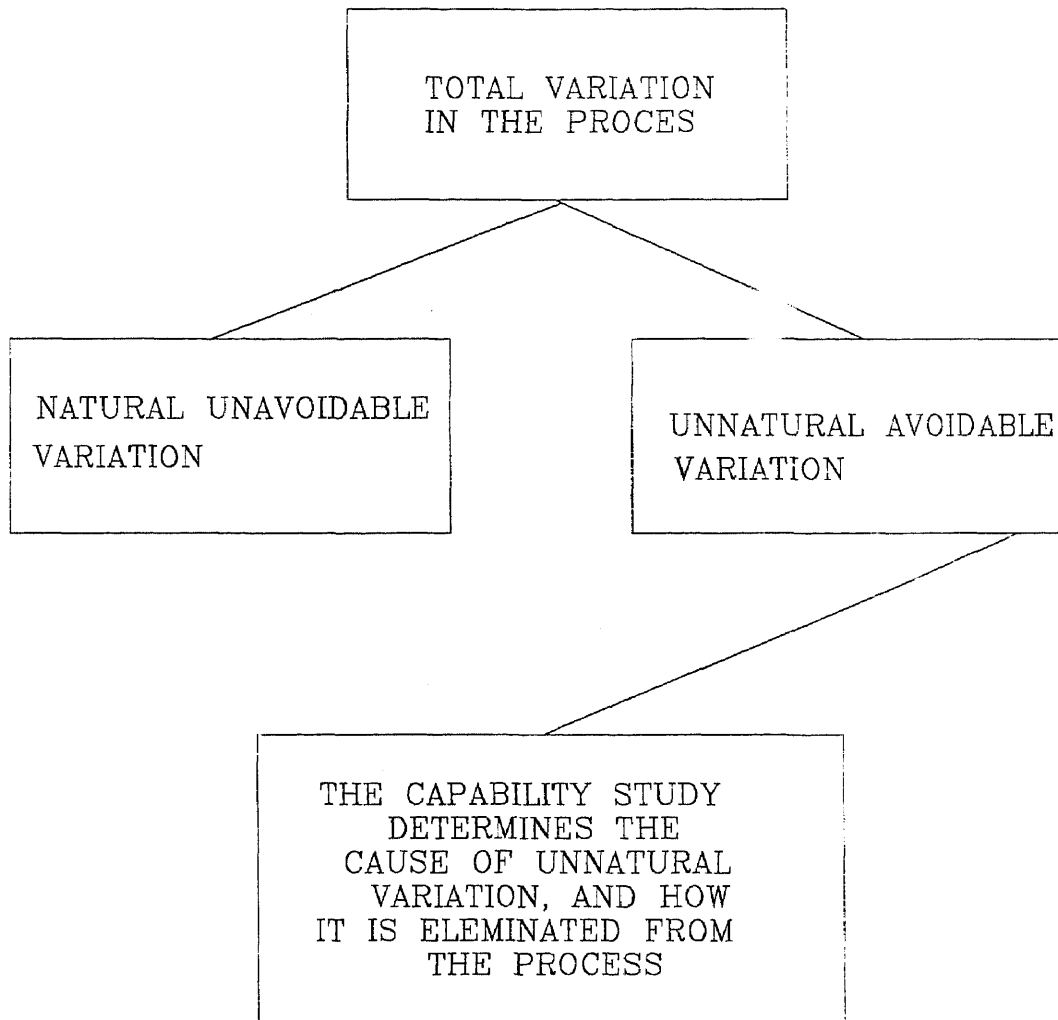 TOTAL VARIATION
IN THE PROCES
NATURAL UNAVOIDABLE
VARIATION
UNNATURAL AVOIDABLE
VARIATION
THE CAPABILITY STUDY
DETERMINES THE
CAUSE OF UNNATURAL
VARIATION, AND HOW
IT IS ELEMINATED FROM
THE PROCESS